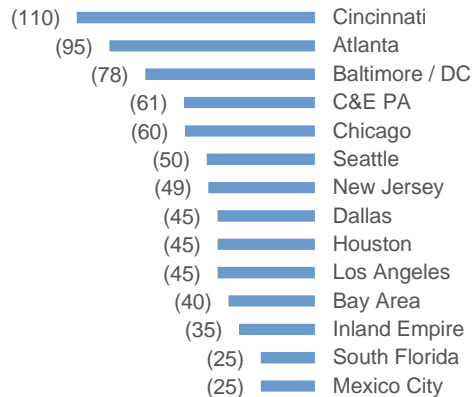 (110) Cincinnati
(95) Atlanta
(78) Baltimore / DC
(61) C&E PA
(60) Chicago
(50) Seattle
(49) New Jersey
(45) Dallas
(45) Houston
(45) Los Angeles
(40) Bay Area
(35) Inland Empire
(25) South Florida
(25) Mexico City